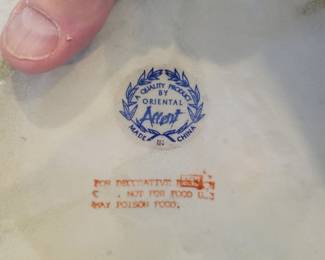 A QUALITY PRODUCT
BY
ORIENTAL
Accent
MADE IN CHINA
FOR DECORATIVE
NOT FOR FOOD
MAY POISON FOOD.